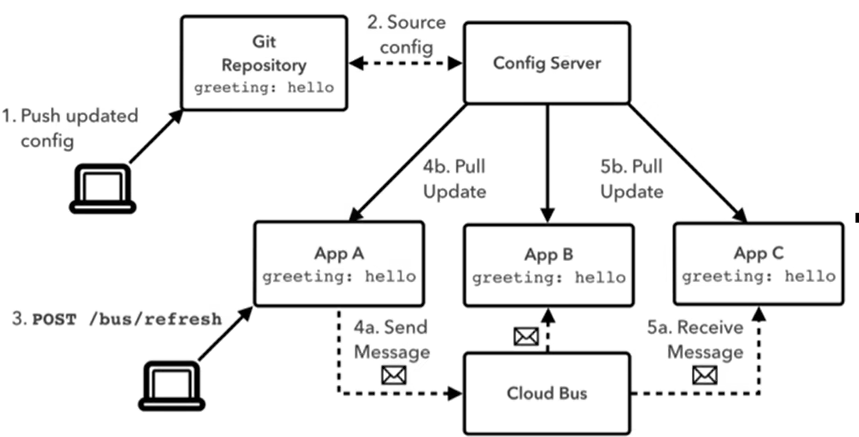 2. Source
config
Git
Repository
greeting: hello
Config Server
1. Push updated
config
4b. Pull
Update
5b. Pull
Update
App A
greeting: hello
App B
greeting: hello
App C
greeting: hello
3. POST /bus/refresh
4a. Send
Message
5a. Receive
Message
Cloud Bus